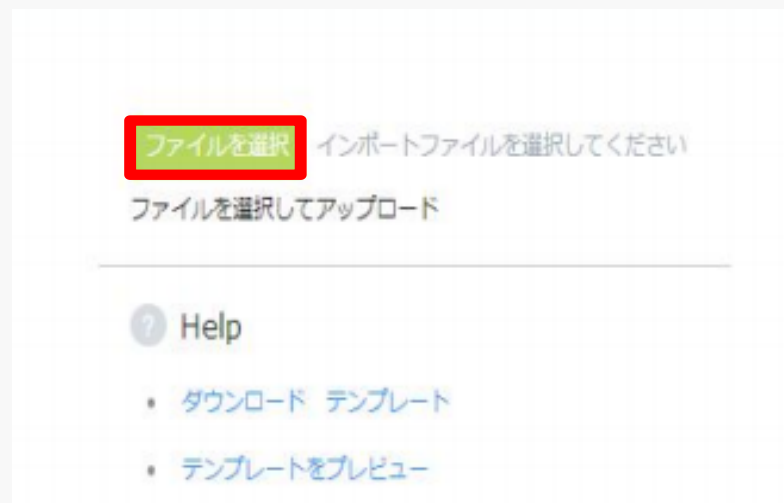 ファイルを選択 インポートファイルを選択してください
ファイルを選択してアップロード
? Help
• ダウンロード テンプレート
• テンプレートをプレビュー